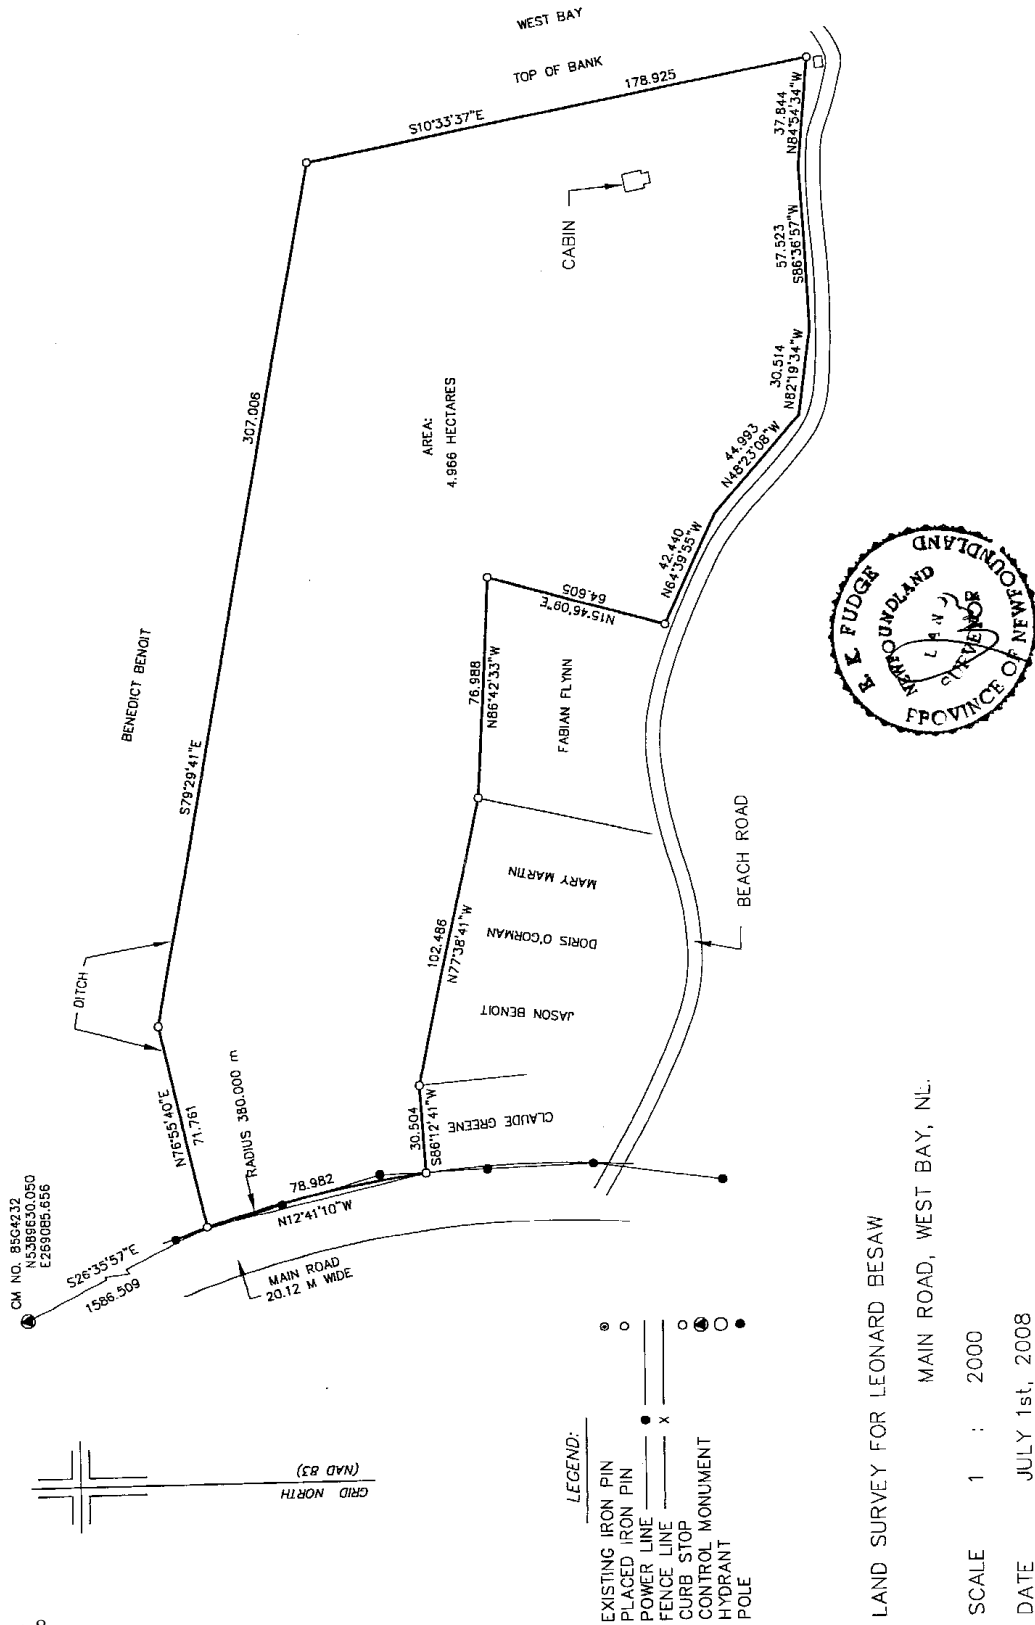 CM NO. 85G4232
N5389630.050
E269085.656
S26°35'57"E
1586.509
N76°55'40"E
71.761
DITCH
S79°29'41"E
307.006
BENEDICT BENOIT
S10°33'37"E
178.925
TOP OF BANK
WEST BAY
RADIUS 380.000 m
78.982
N12°41'10"W
MAIN ROAD
20.12 M WIDE
30.504
S86°12'41"W
102.486
N77°38'41"W
76.988
N86°42'33"W
N15°46'09"E
64.605
42.440
N64°39'55"W
44.993
N48°23'08"W
30.514
N82°19'34"W
57.523
S86°36'57"W
37.844
N84°54'34"W
AREA:
4.966 HECTARES
CABIN
CLAUDE GREENE
JASON BENOIT
DORIS O'GORMAN
MARY MARTIN
FABIAN FLYNN
BEACH ROAD
GRID NORTH
(NAD 83)
LEGEND:
EXISTING IRON PIN
PLACED IRON PIN
POWER LINE
FENCE LINE X
CURB STOP
CONTROL MONUMENT
HYDRANT
POLE
FUDGE
NEWFOUNDLAND
LAND
SURVEYOR
PROVINCE OF NEWFOUNDLAND
LAND SURVEY FOR LEONARD BESAW
MAIN ROAD, WEST BAY, NL.
SCALE 1 : 2000
DATE JULY 1st, 2008